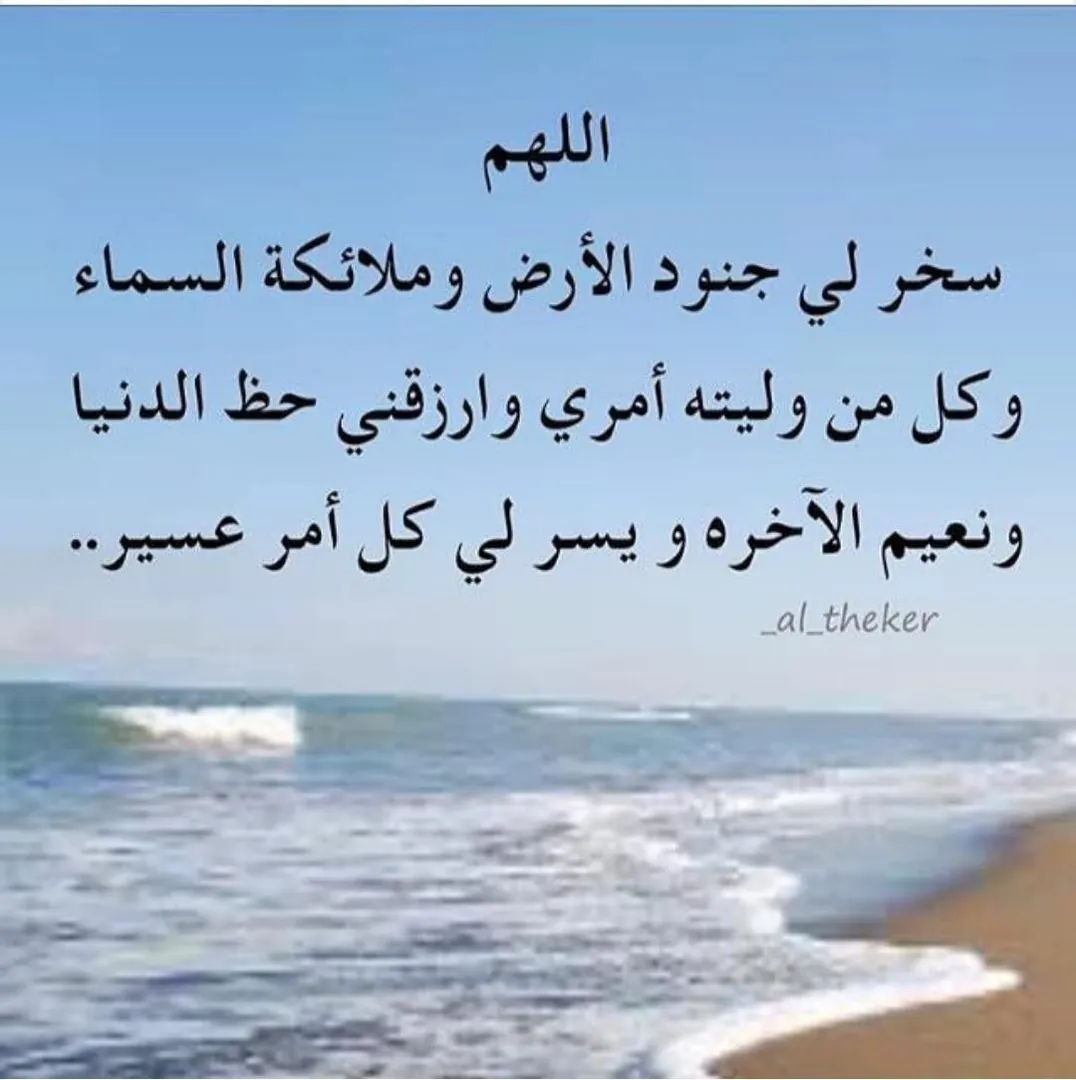 اللهم
سخر لي جنود الأرض وملائكة السماء
وكل من وليته أمري وارزقني حظ الدنيا
ونعيم الآخره و يسر لي كل أمر عسير..
_al_theker